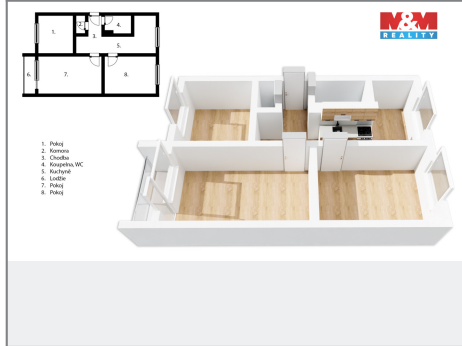 M&M
REALITY
1.
2.
3.
4.
5.
6.
7.
8.
1. Pokoj
2. Komora
3. Chodba
4. Koupelna, WC
5. Kuchyně
6. Lodžie
7. Pokoj
8. Pokoj